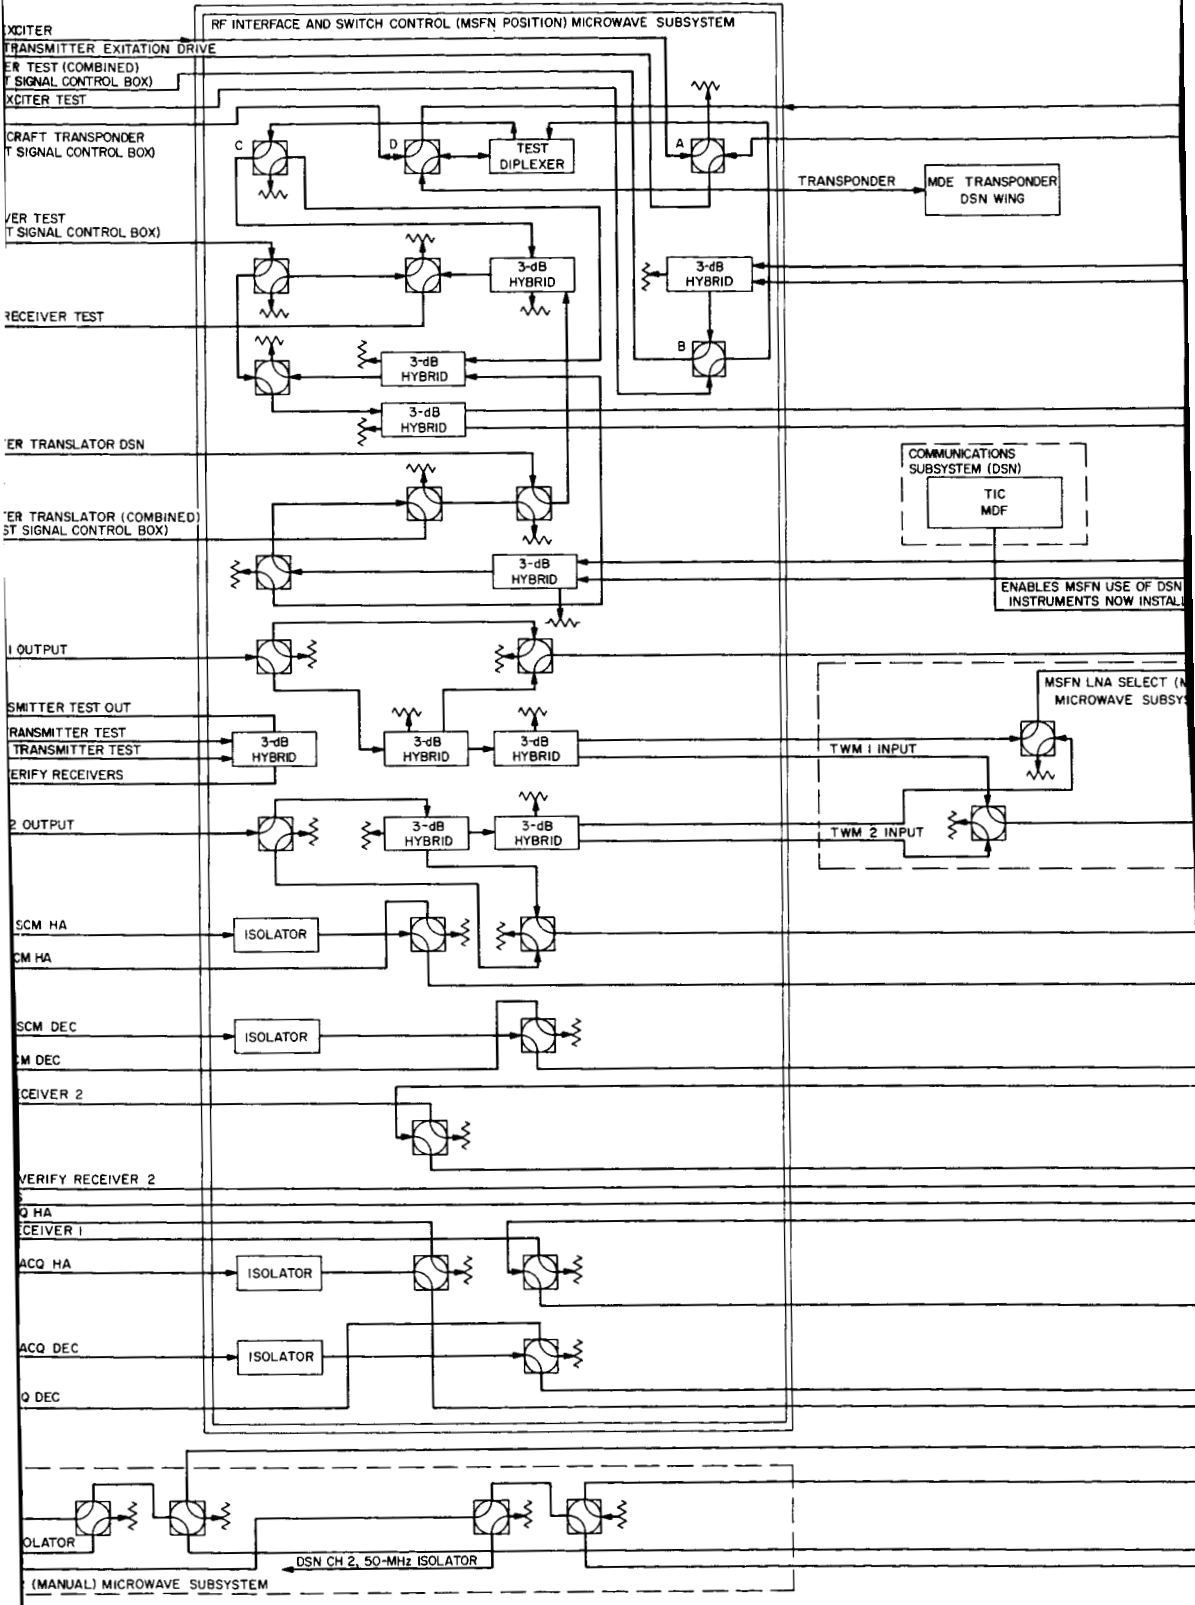 RF INTERFACE AND SWITCH CONTROL (MSFN POSITION) MICROWAVE SUBSYSTEM
XCITER
TRANSMITTER EXITATION DRIVE
ER TEST (COMBINED)
T SIGNAL CONTROL BOX)
XCITER TEST
CRAFT TRANSPONDER
T SIGNAL CONTROL BOX)
C
D
TEST
DIPLEXER
A
TRANSPONDER
MDE TRANSPONDER
DSN WING
VER TEST
T SIGNAL CONTROL BOX)
3-dB
HYBRID
3-dB
HYBRID
RECEIVER TEST
B
3-dB
HYBRID
3-dB
HYBRID
ER TRANSLATOR DSN
COMMUNICATIONS
SUBSYSTEM (DSN)
TIC
MDF
ER TRANSLATOR (COMBINED)
ST SIGNAL CONTROL BOX)
3-dB
HYBRID
ENABLES MSFN USE OF DSN
INSTRUMENTS NOW INSTAL
1 OUTPUT
MSFN LNA SELECT (
MICROWAVE SUBSY
SMITTER TEST OUT
RANSMITTER TEST
TRANSMITTER TEST
ERIFY RECEIVERS
3-dB
HYBRID
3-dB
HYBRID
3-dB
HYBRID
TWM 1 INPUT
2 OUTPUT
3-dB
HYBRID
3-dB
HYBRID
TWM 2 INPUT
SCM HA
ISOLATOR
CM HA
SCM DEC
ISOLATOR
M DEC
CEIVER 2
VERIFY RECEIVER 2
S
Q HA
CEIVER 1
ACQ HA
ISOLATOR
ACQ DEC
ISOLATOR
Q DEC
OLATOR
DSN CH 2, 50-MHz ISOLATOR
(MANUAL) MICROWAVE SUBSYSTEM